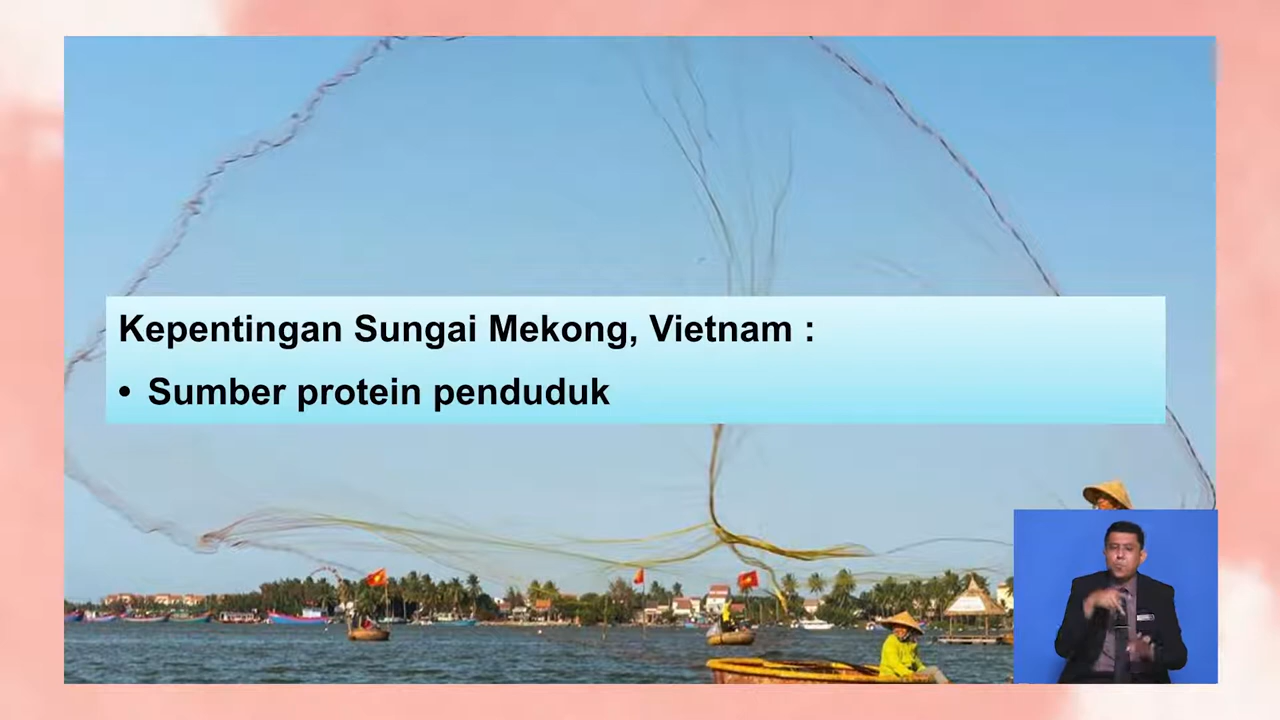 Kepentingan Sungai Mekong, Vietnam :
• Sumber protein penduduk